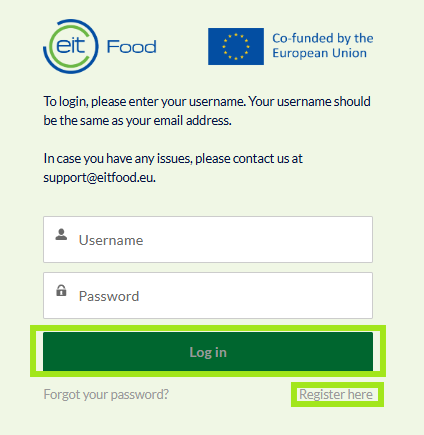 eit Food
Co-funded by the
European Union
To login, please enter your username. Your username should
be the same as your email address.
In case you have any issues, please contact us at
support@eitfood.eu.
Username
Password
Log in
Forgot your password?
Register here